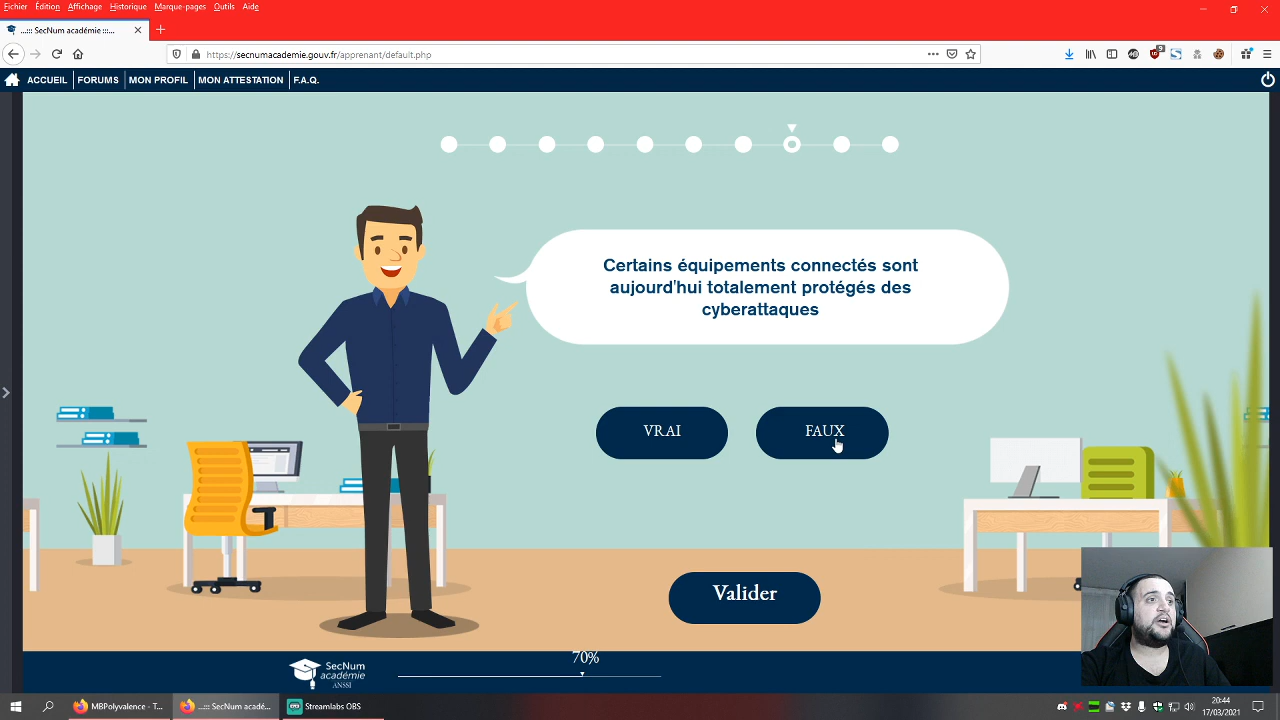 Fichier Édition Affichage Historique Marque-pages Outils Aide
...:: SecNum académie :::...
https://secnumacademie.gouv.fr/apprenant/default.php
ACCUEIL FORUMS MON PROFIL MON ATTESTATION F.A.Q.
Certains équipements connectés sont
aujourd'hui totalement protégés des
cyberattaques
VRAI FAUX
Valider
70%
SecNum
académie
ANSSI
MBPolyvalence - T... ...:: SecNum acadé... Streamlabs OBS
20:44
17/03/2021